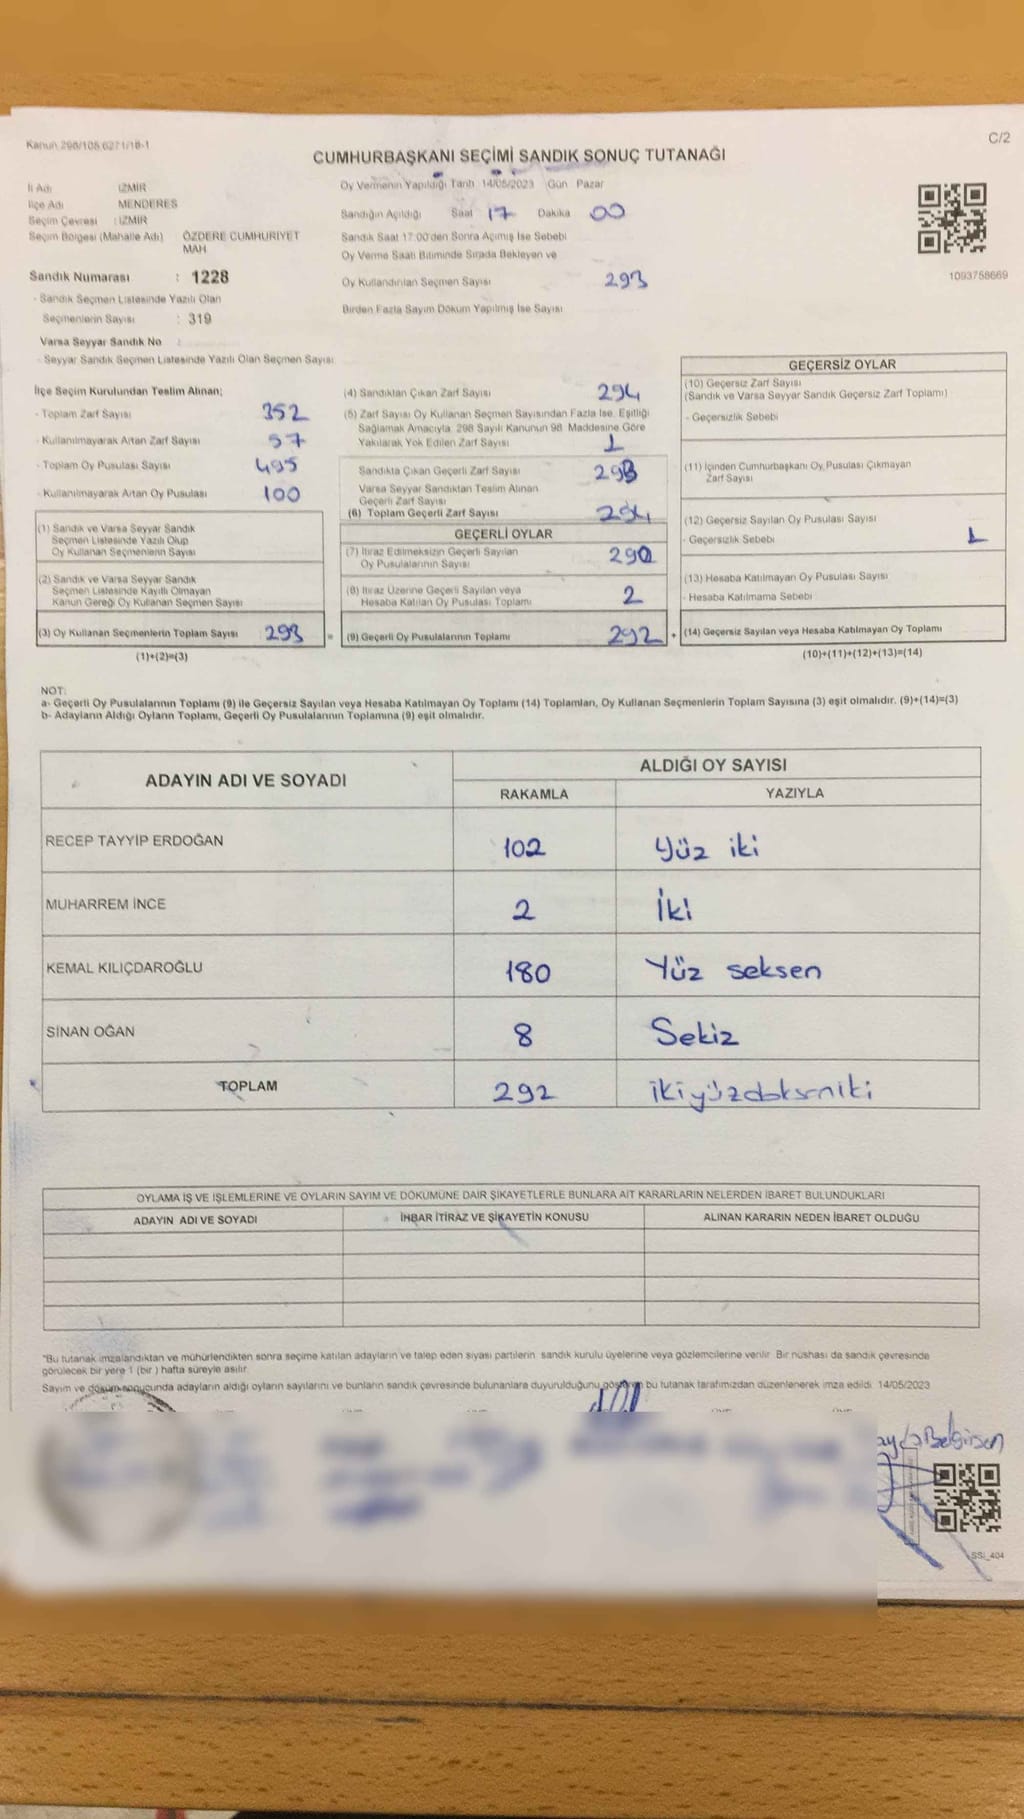 Kanun 298/105,6271/18-1
C/2
CUMHURBAŞKANI SEÇİMİ SANDIK SONUÇ TUTANAĞI
İl Adı : İZMİR
İlçe Adı : MENDERES
Seçim Çevresi : İZMİR
Seçim Bölgesi (Mahalle Adı) ÖZDERE CUMHURİYET MAH
Sandık Numarası : 1228
- Sandık Seçmen Listesinde Yazılı Olan
Seçmenlerin Sayısı : 319
Varsa Seyyar Sandık No :
- Seyyar Sandık Seçmen Listesinde Yazılı Olan Seçmen Sayısı
Oy Vermenin Yapıldığı Tarih 14/05/2023 Gün Pazar
Sandığın Açıldığı Saat 17 Dakika 00
Sandık Saat 17:00'den Sonra Açılmış İse Sebebi
Oy Verme Saati Bitiminde Sırada Bekleyen ve
Oy Kullandırılan Seçmen Sayısı 293
Birden Fazla Sayım Döküm Yapılmış İse Sayısı
1093758669
İlçe Seçim Kurulundan Teslim Alınan;
- Toplam Zarf Sayısı 352
- Kullanılmayarak Artan Zarf Sayısı 57
- Toplam Oy Pusulası Sayısı 495
- Kullanılmayarak Artan Oy Pusulası 100
(1) Sandık ve Varsa Seyyar Sandık
Seçmen Listesinde Yazılı Olup
Oy Kullanan Seçmenlerin Sayısı
(2) Sandık ve Varsa Seyyar Sandık
Seçmen Listesinde Kayıtlı Olmayan
Kanun Gereği Oy Kullanan Seçmen Sayısı
(3) Oy Kullanan Seçmenlerin Toplam Sayısı 293 =
(1)+(2)=(3)
(4) Sandıktan Çıkan Zarf Sayısı 294
(5) Zarf Sayısı Oy Kullanan Seçmen Sayısından Fazla İse, Eşitliği
Sağlamak Amacıyla 298 Sayılı Kanunun 98. Maddesine Göre
Yakılarak Yok Edilen Zarf Sayısı 1
Sandıkta Çıkan Geçerli Zarf Sayısı 293
Varsa Seyyar Sandıktan Teslim Alınan
Geçerli Zarf Sayısı
(6) Toplam Geçerli Zarf Sayısı 294
GEÇERLİ OYLAR
(7) İtiraz Edilmeksizin Geçerli Sayılan
Oy Pusulalarının Sayısı 290
(8) İtiraz Üzerine Geçerli Sayılan veya
Hesaba Katılan Oy Pusulası Toplamı 2
(9) Geçerli Oy Pusulalarının Toplamı 292 +
GEÇERSİZ OYLAR
(10) Geçersiz Zarf Sayısı
(Sandık ve Varsa Seyyar Sandık Geçersiz Zarf Toplamı)
- Geçersizlik Sebebi
(11) İçinden Cumhurbaşkanı Oy Pusulası Çıkmayan
Zarf Sayısı
(12) Geçersiz Sayılan Oy Pusulası Sayısı
- Geçersizlik Sebebi 1
(13) Hesaba Katılmayan Oy Pusulası Sayısı
- Hesaba Katılmama Sebebi
(14) Geçersiz Sayılan veya Hesaba Katılmayan Oy Toplamı
(10)+(11)+(12)+(13)=(14)
NOT:
a- Geçerli Oy Pusulalarının Toplamı (9) ile Geçersiz Sayılan veya Hesaba Katılmayan Oy Toplamı (14) Toplamları, Oy Kullanan Seçmenlerin Toplam Sayısına (3) eşit olmalıdır. (9)+(14)=(3)
b- Adayların Aldığı Oyların Toplamı, Geçerli Oy Pusulalarının Toplamına (9) eşit olmalıdır.
ADAYIN ADI VE SOYADI ALDIĞI OY SAYISI
RAKAMLA YAZIYLA
RECEP TAYYİP ERDOĞAN 102 Yüz iki
MUHARREM İNCE 2 İki
KEMAL KILIÇDAROĞLU 180 Yüz seksen
SİNAN OĞAN 8 Sekiz
TOPLAM 292 ikiyüzdoksaniki
OYLAMA İŞ VE İŞLEMLERİNE VE OYLARIN SAYIM VE DÖKÜMÜNE DAİR ŞİKAYETLERLE BUNLARA AİT KARARLARIN NELERDEN İBARET BULUNDUKLARI
ADAYIN ADI VE SOYADI İHBAR İTİRAZ VE ŞİKAYETİN KONUSU ALINAN KARARIN NEDEN İBARET OLDUĞU
"Bu tutanak imzalandıktan ve mühürlendikten sonra seçime katılan adayların ve talep eden siyasi partilerin, sandık kurulu üyelerine veya gözlemcilerine verilir. Bir nüshası da sandık çevresinde
görülecek bir yere 1 (bir) hafta süreyle asılır.
Sayım ve döküm sonucunda adayların aldığı oyların sayılarını ve bunların sandık çevresinde bulunanlara duyurulduğunu gösteren bu tutanak tarafımızdan düzenlenerek imza edildi. 14/05/2023
SSI_404